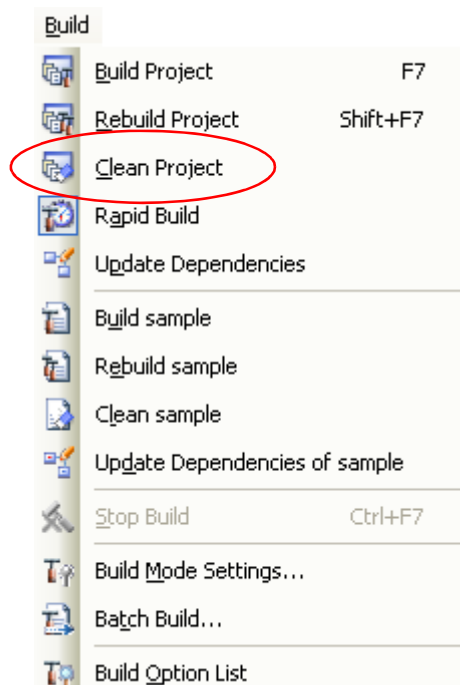 Build
Build Project F7
Rebuild Project Shift+F7
Clean Project
Rapid Build
Update Dependencies
Build sample
Rebuild sample
Clean sample
Update Dependencies of sample
Stop Build Ctrl+F7
Build Mode Settings...
Batch Build...
Build Option List